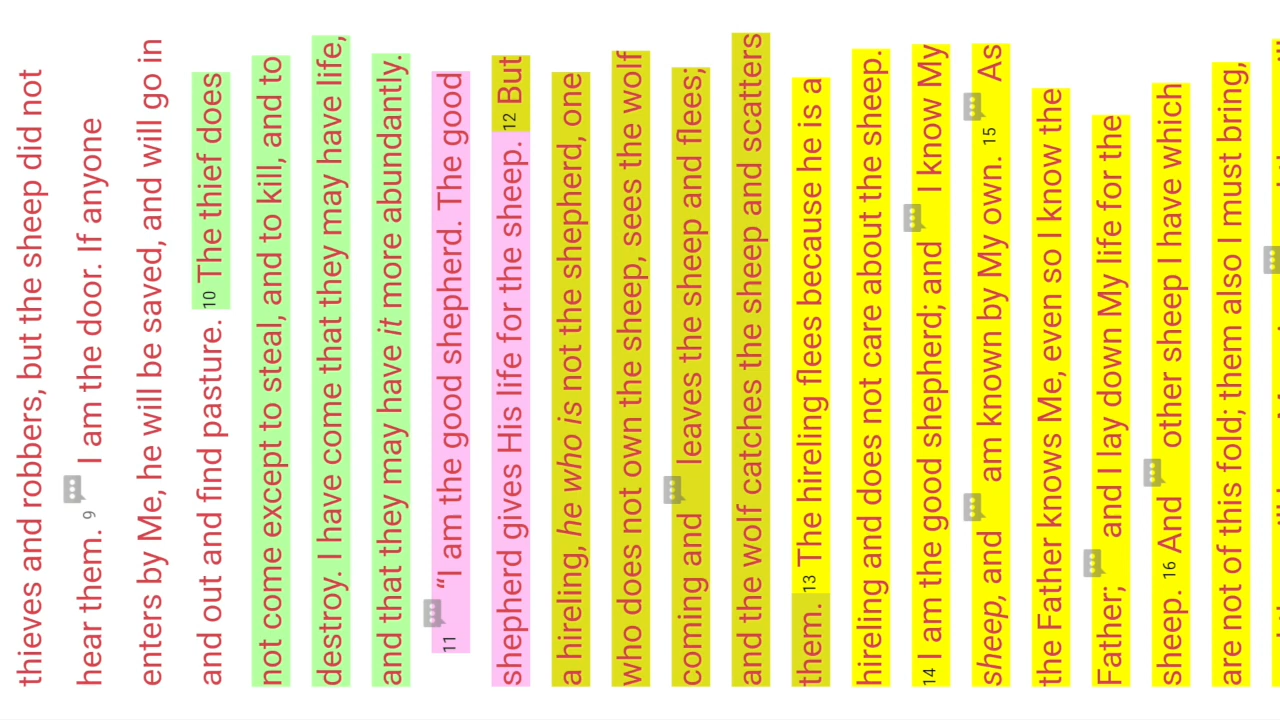 thieves and robbers, but the sheep did not
hear them. 9 I am the door. If anyone
enters by Me, he will be saved, and will go in
and out and find pasture. 10 The thief does
not come except to steal, and to kill, and to
destroy. I have come that they may have life,
and that they may have it more abundantly.
11 “I am the good shepherd. The good
shepherd gives His life for the sheep. 12 But
a hireling, he who is not the shepherd, one
who does not own the sheep, sees the wolf
coming and leaves the sheep and flees;
and the wolf catches the sheep and scatters
them. 13 The hireling flees because he is a
hireling and does not care about the sheep.
14 I am the good shepherd; and I know My
sheep, and am known by My own. 15 As
the Father knows Me, even so I know the
Father; and I lay down My life for the
sheep. 16 And other sheep I have which
are not of this fold; them also I must bring,